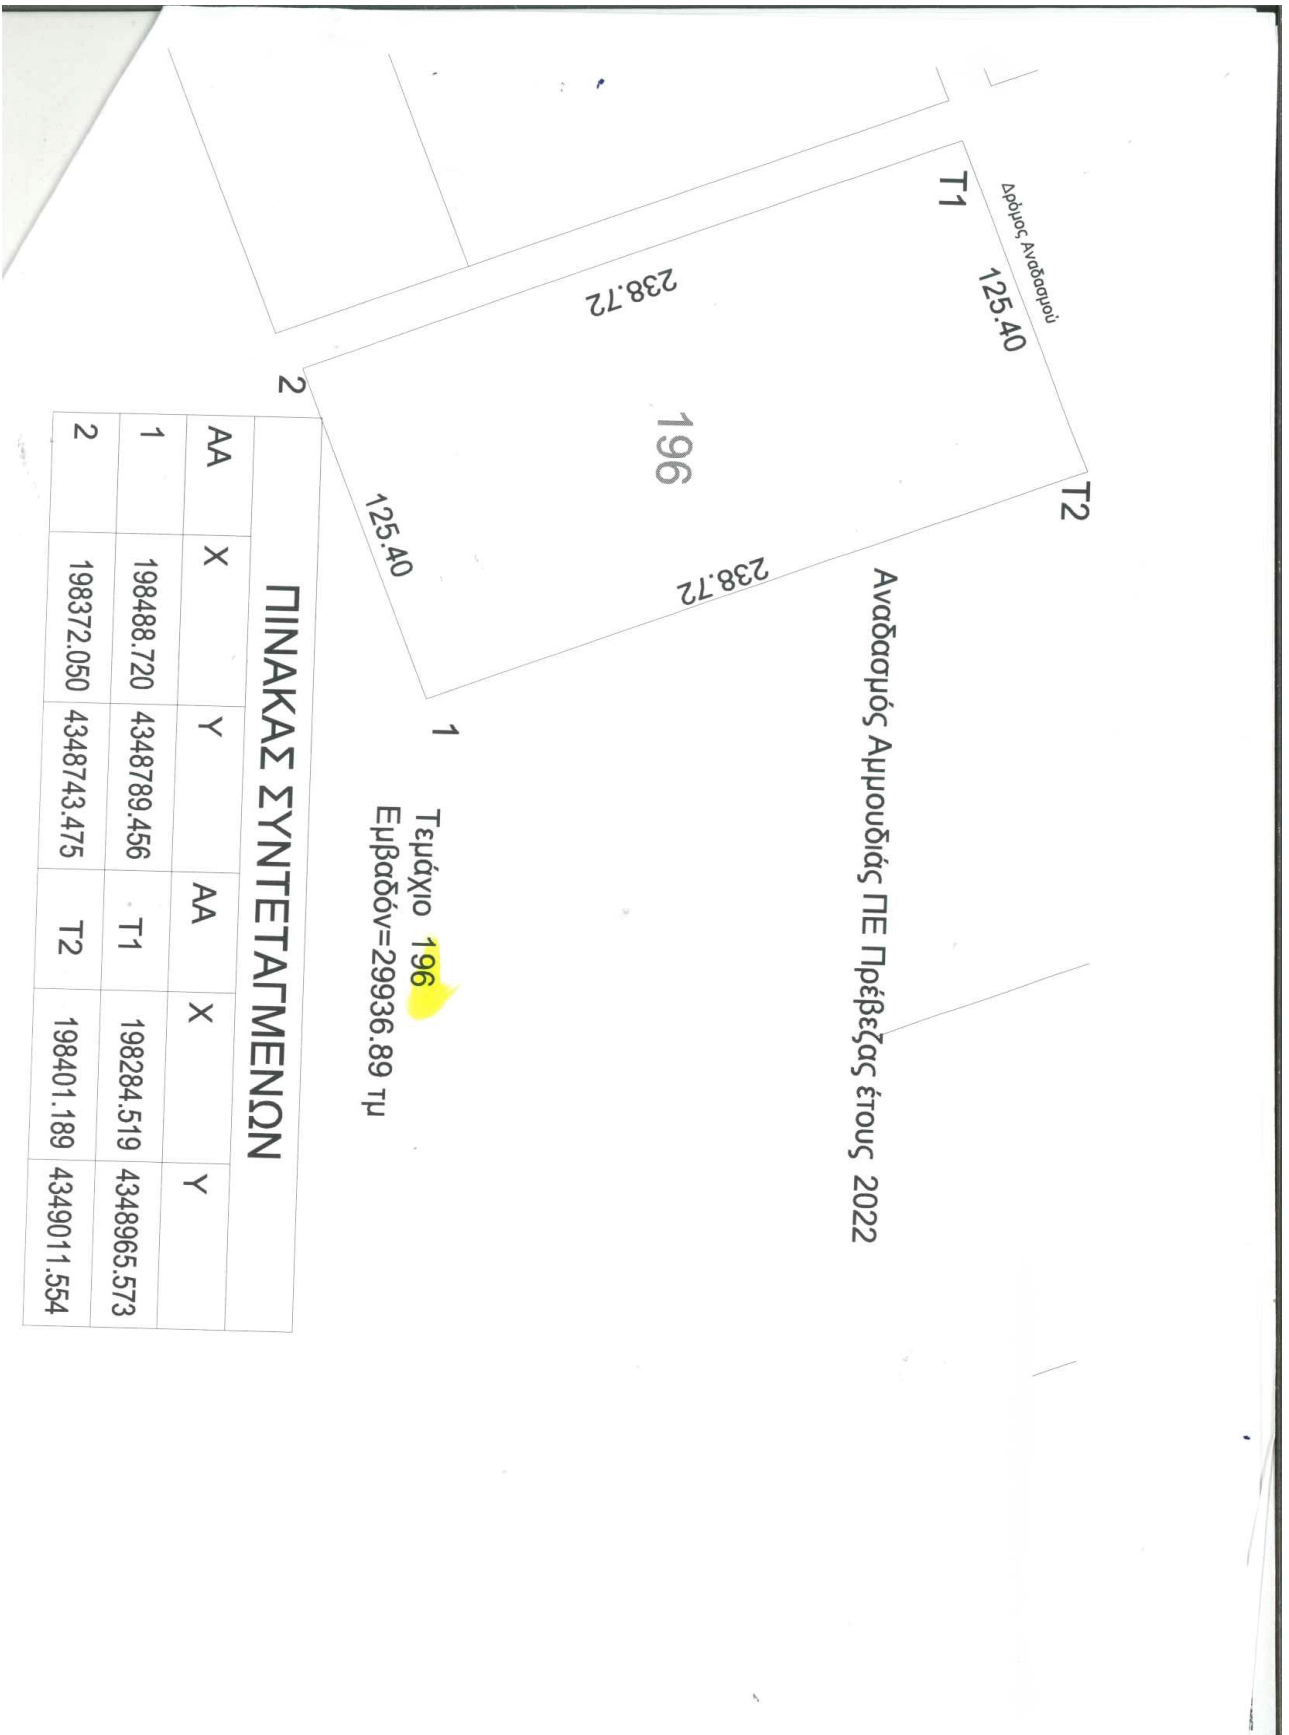 Δρόμος Αναδασμού
T1
125.40
T2
238.72
196
238.72
2
125.40
1
Αναδασμός Αμμουδιάς ΠΕ Πρέβεζας έτους 2022
Τεμάχιο 196
Εμβαδόν=29936.89 τμ
ΠΙΝΑΚΑΣ ΣΥΝΤΕΤΑΓΜΕΝΩΝ
ΑΑ X Y ΑΑ X Y
1 198488.720 4348789.456 T1 198284.519 4348965.573
2 198372.050 4348743.475 T2 198401.189 4349011.554